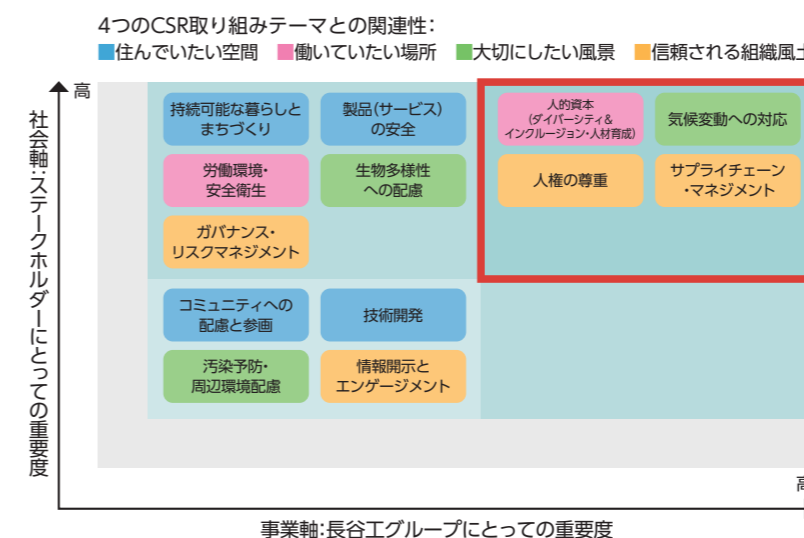 4つのCSR取り組みテーマとの関連性：
■住んでいたい空間 ■働いていたい場所 ■大切にしたい風景 ■信頼される組織風土
高
社会軸：ステークホルダーにとっての重要度
持続可能な暮らしと
まちづくり
製品（サービス）
の安全
人的資本
（ダイバーシティ＆
インクルージョン・人材育成）
気候変動への対応
労働環境・
安全衛生
生物多様性
への配慮
人権の尊重
サプライチェーン
・マネジメント
ガバナンス・
リスクマネジメント
コミュニティへの
配慮と参画
技術開発
汚染予防・
周辺環境配慮
情報開示と
エンゲージメント
高
事業軸：長谷工グループにとっての重要度